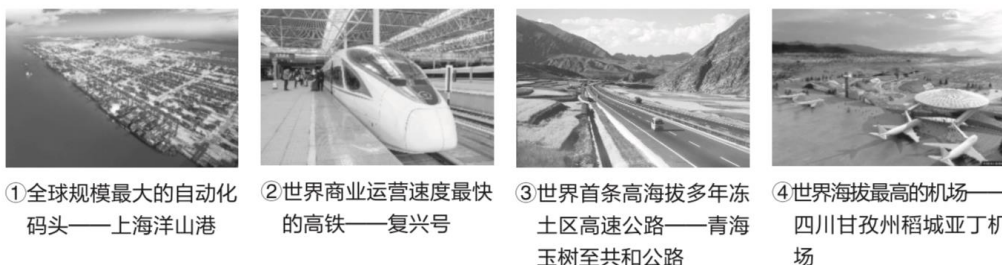 ①全球规模最大的自动化
码头——上海洋山港
②世界商业运营速度最快
的高铁——复兴号
③世界首条高海拔多年冻
土区高速公路——青海
玉树至共和公路
④世界海拔最高的机场——
四川甘孜州稻城亚丁机
场